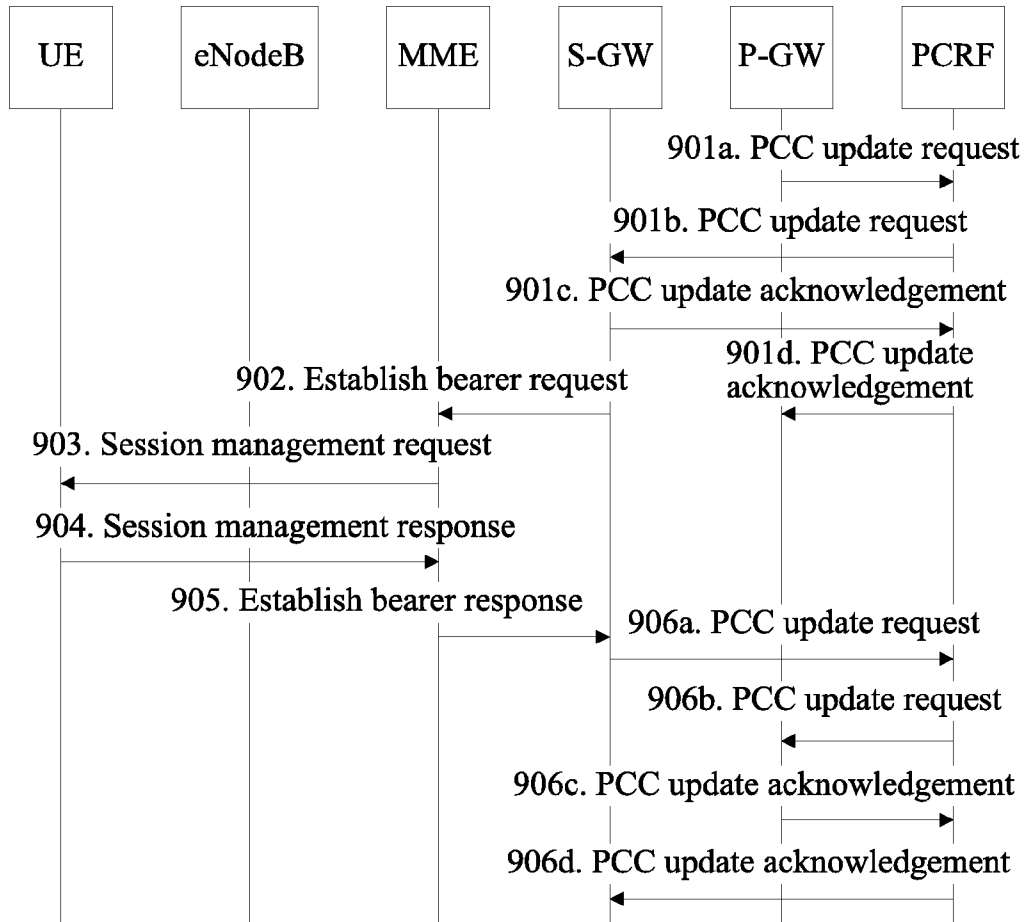 UE
eNodeB
MME
S-GW
P-GW
PCRF
901a. PCC update request
901b. PCC update request
901c. PCC update acknowledgement
901d. PCC update
acknowledgement
902. Establish bearer request
903. Session management request
904. Session management response
905. Establish bearer response
906a. PCC update request
906b. PCC update request
906c. PCC update acknowledgement
906d. PCC update acknowledgement